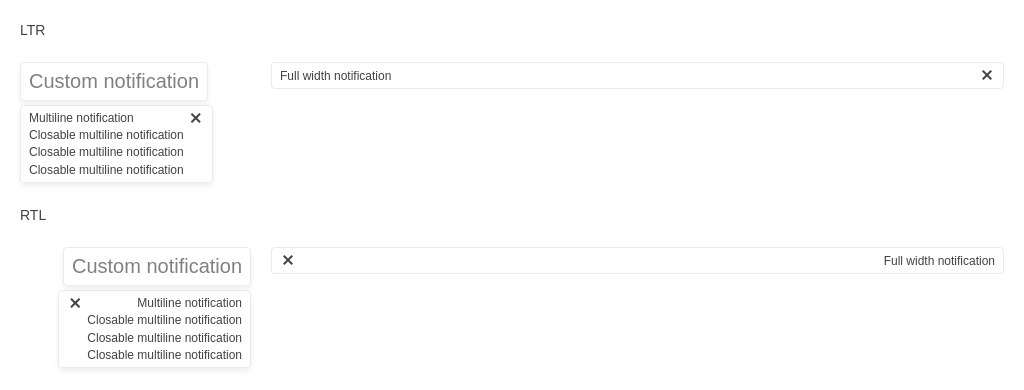 LTR
Custom notification
Full width notification
Multiline notification
Closable multiline notification
Closable multiline notification
Closable multiline notification
RTL
Custom notification
Full width notification
Multiline notification
Closable multiline notification
Closable multiline notification
Closable multiline notification